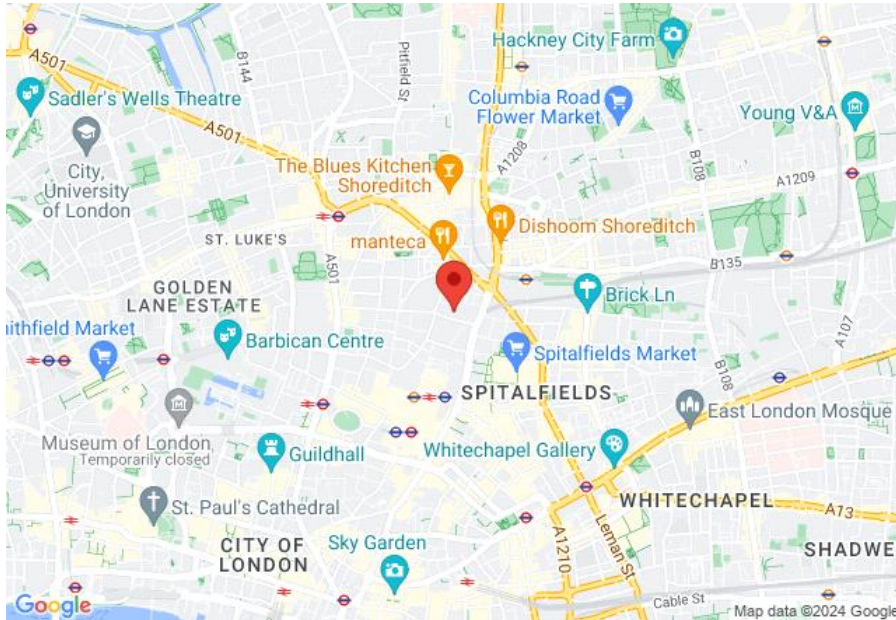 Hackney City Farm
A501
Pitfield St
B144
Sadler's Wells Theatre
Columbia Road
Flower Market
Young V&A
A501
A1208
B108
City,
University
of London
The Blues Kitchen
Shoreditch
A1209
ST. LUKE'S
manteca
Dishoom Shoreditch
A501
B135
GOLDEN
LANE ESTATE
Brick Ln
ithfield Market
Barbican Centre
Spitalfields Market
A107
B108
SPITALFIELDS
East London Mosque
Museum of London,
Temporarily closed
Guildhall
Whitechapel Gallery
St. Paul's Cathedral
WHITECHAPEL
A13
CITY OF
LONDON
Sky Garden
A1210
Leman St
SHADWE
Cable St
Google
Map data ©2024 Google